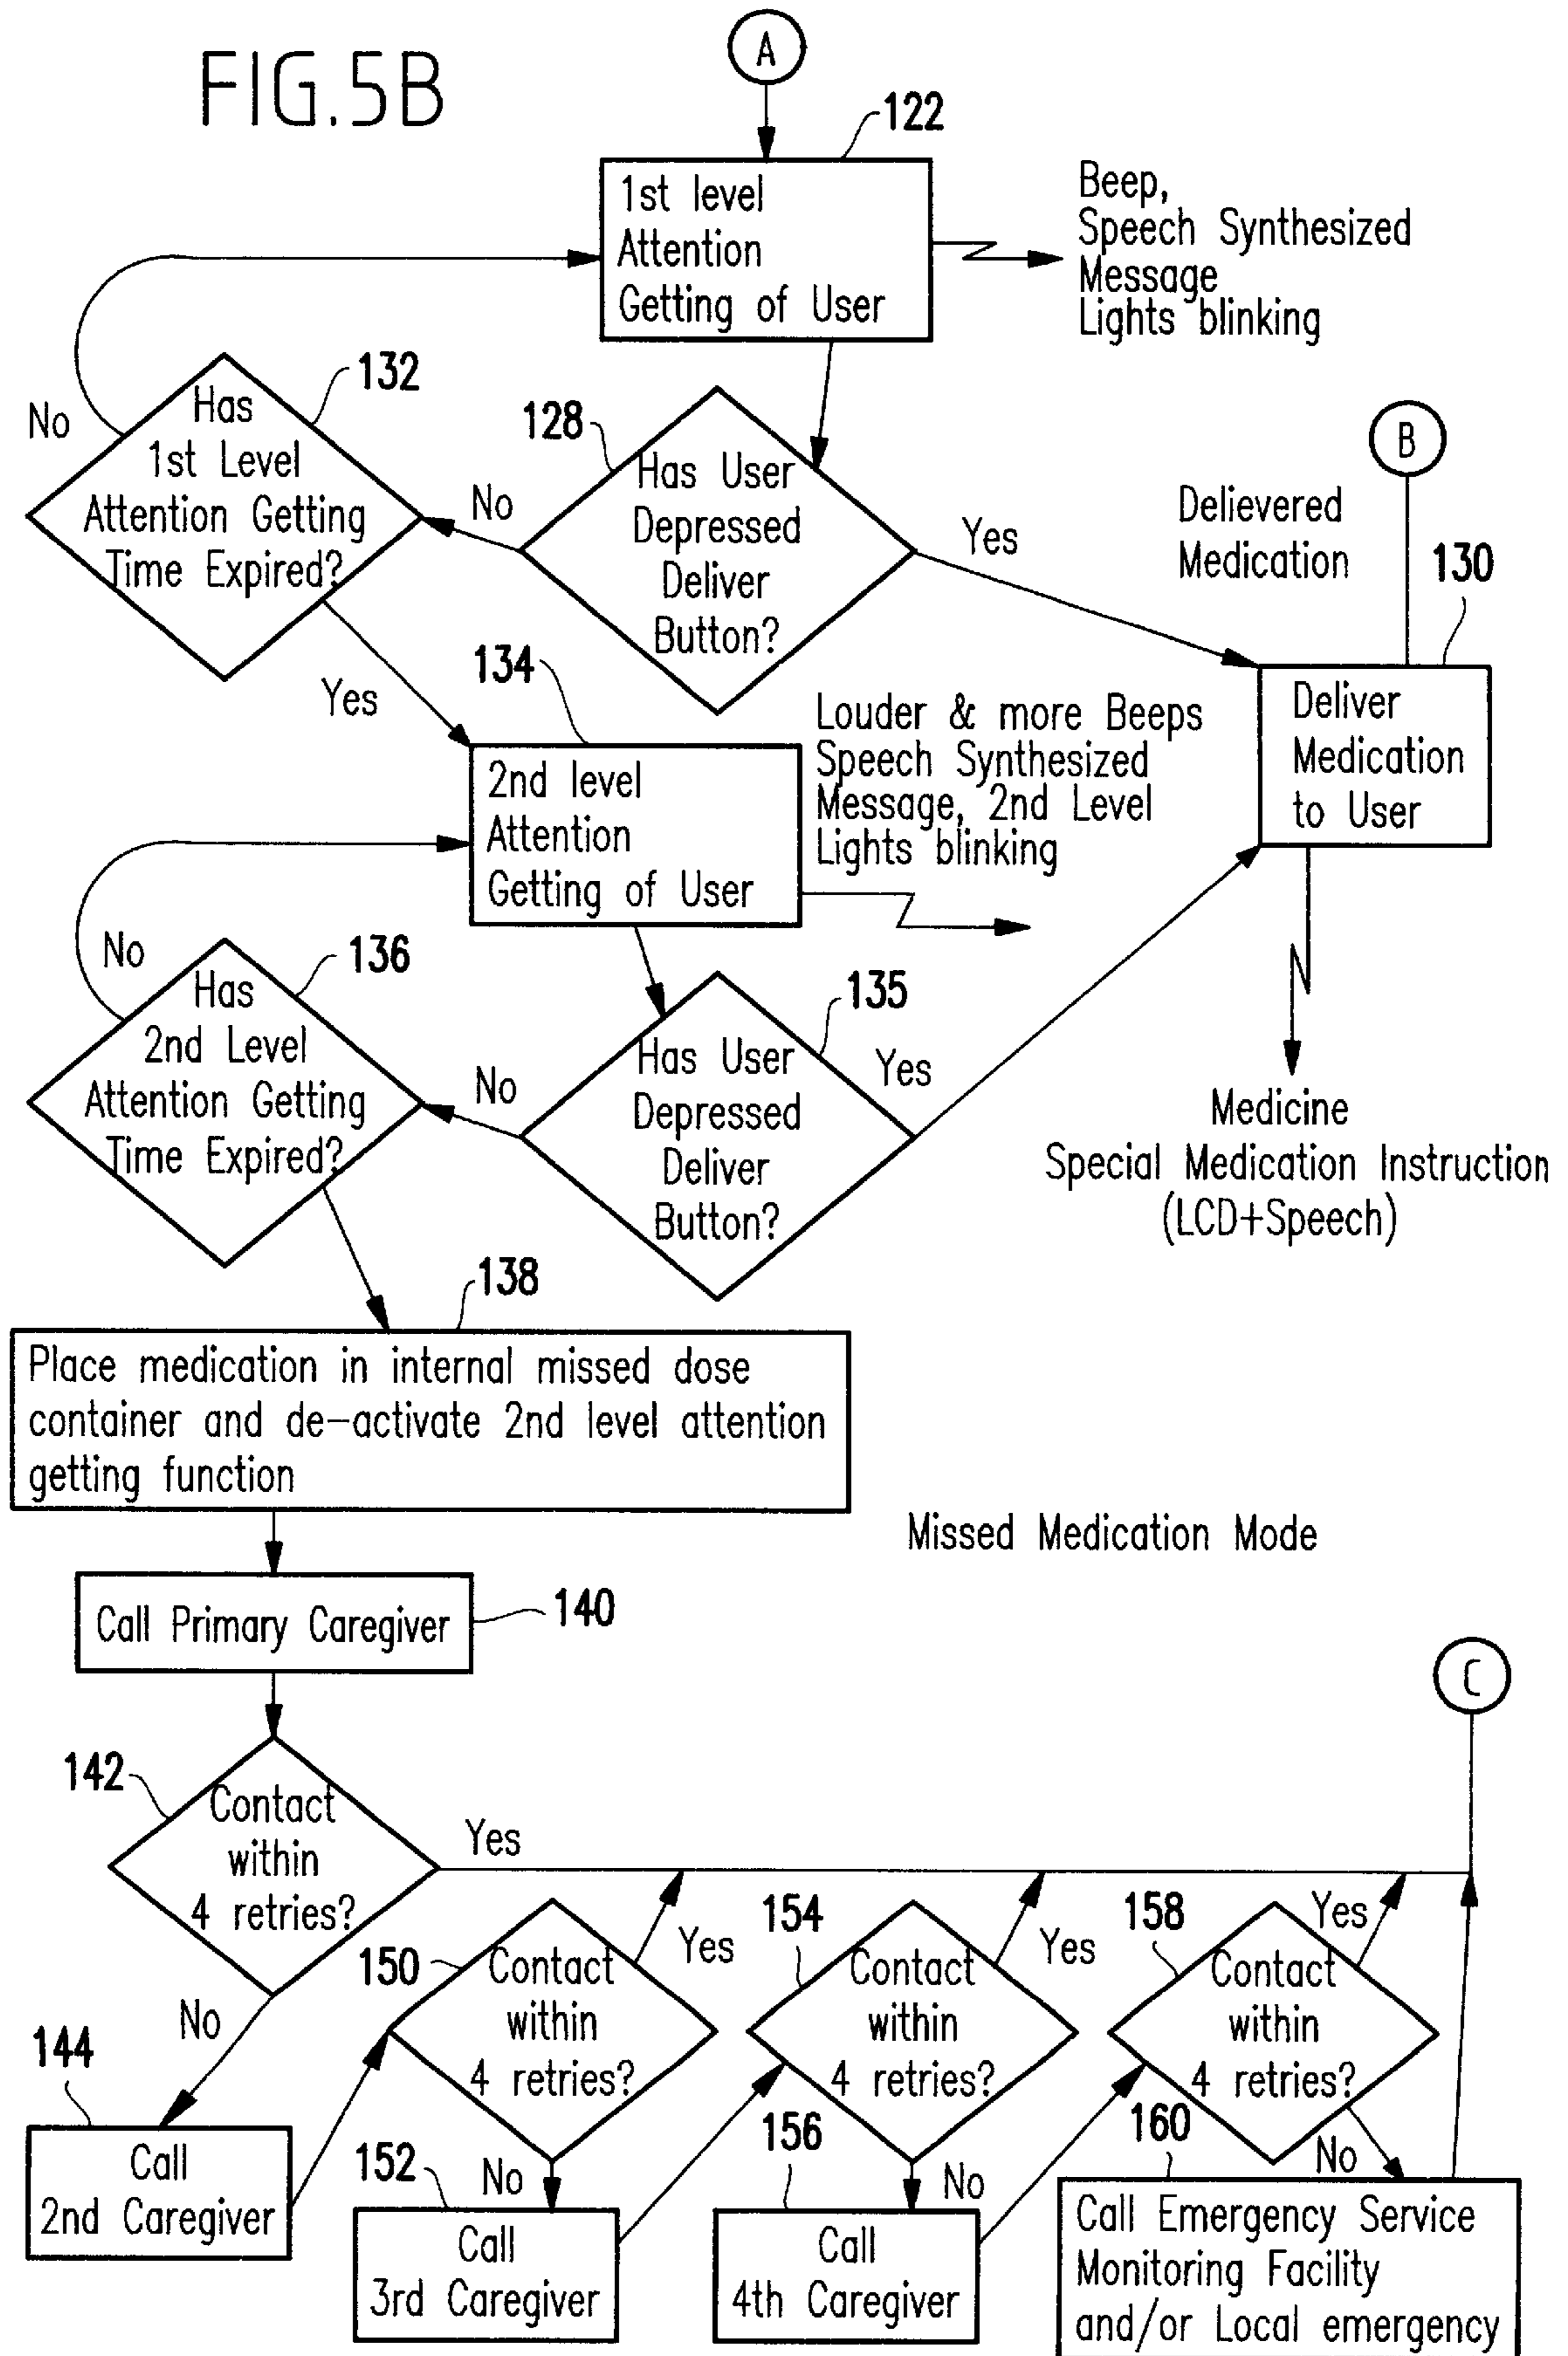 FIG.5B
A
122
1st level
Attention
Getting of User
Beep,
Speech Synthesized
Message
Lights blinking
132
Has
1st Level
Attention Getting
Time Expired?
No
128
Has User
Depressed
Deliver
Button?
No
Yes
B
Delievered
Medication
130
Deliver
Medication
to User
Yes
134
2nd level
Attention
Getting of User
Louder & more Beeps
Speech Synthesized
Message, 2nd Level
Lights blinking
No
136
Has
2nd Level
Attention Getting
Time Expired?
No
135
Has User
Depressed
Deliver
Button?
Yes
Medicine
Special Medication Instruction
(LCD+Speech)
138
Place medication in internal missed dose
container and de-activate 2nd level attention
getting function
Missed Medication Mode
Call Primary Caregiver
140
C
142
Contact
within
4 retries?
Yes
No
144
Call
2nd Caregiver
150
Contact
within
4 retries?
Yes
No
152
Call
3rd Caregiver
154
Contact
within
4 retries?
Yes
No
156
Call
4th Caregiver
158
Contact
within
4 retries?
Yes
No
160
Call Emergency Service
Monitoring Facility
and/or Local emergency